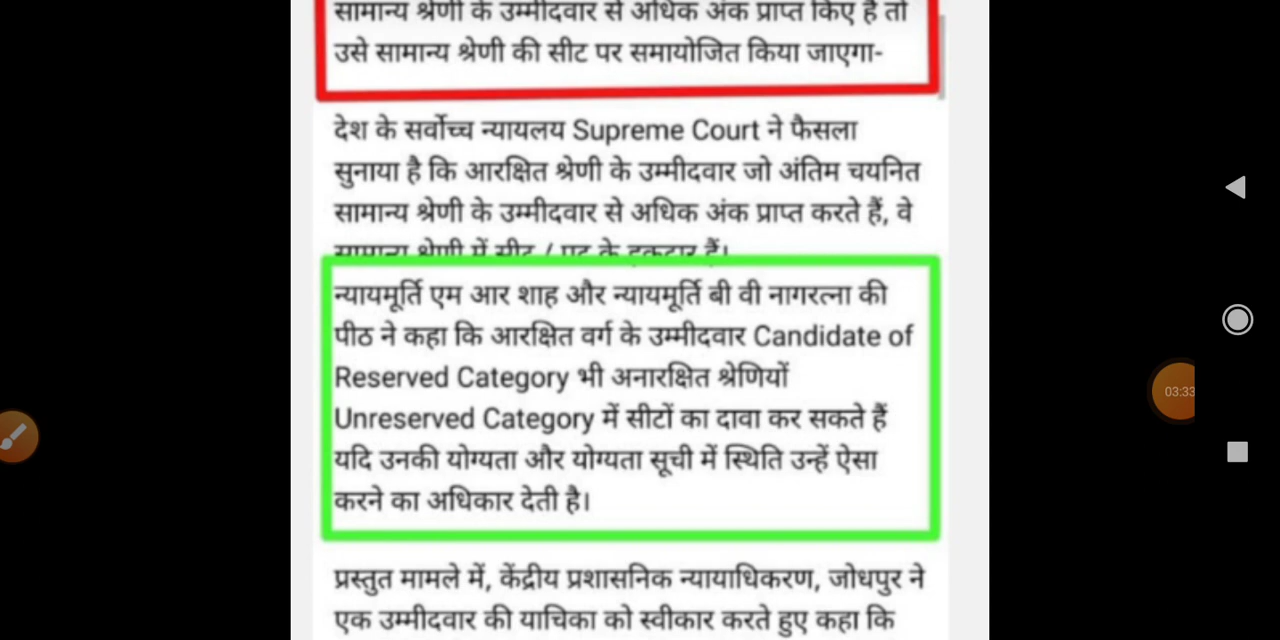 सामान्य श्रेणी के उम्मीदवार से अधिक अंक प्राप्त किए है तो
उसे सामान्य श्रेणी की सीट पर समायोजित किया जाएगा-
देश के सर्वोच्च न्यायलय Supreme Court ने फैसला
सुनाया है कि आरक्षित श्रेणी के उम्मीदवार जो अंतिम चयनित
सामान्य श्रेणी के उम्मीदवार से अधिक अंक प्राप्त करते हैं, वे
सामान्य श्रेणी में सीट / पद के हकदार हैं।
न्यायमूर्ति एम आर शाह और न्यायमूर्ति बी वी नागरत्ना की
पीठ ने कहा कि आरक्षित वर्ग के उम्मीदवार Candidate of
Reserved Category भी अनारक्षित श्रेणियों
Unreserved Category में सीटों का दावा कर सकते हैं
यदि उनकी योग्यता और योग्यता सूची में स्थिति उन्हें ऐसा
करने का अधिकार देती है।
प्रस्तुत मामले में, केंद्रीय प्रशासनिक न्यायाधिकरण, जोधपुर ने
एक उम्मीदवार की याचिका को स्वीकार करते हुए कहा कि
03:33